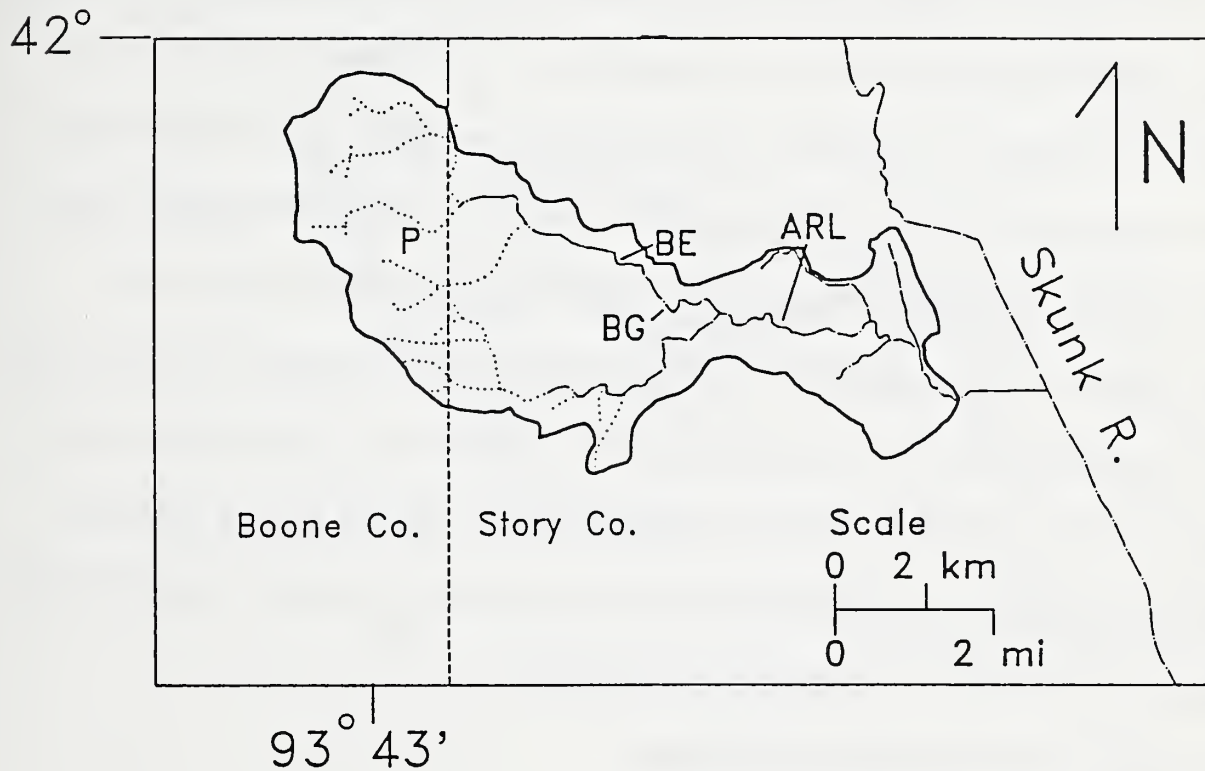 42°
N
ARL
BE
P
BG
Skunk R.
Boone Co.
Story Co.
Scale
0 2 km
0 2 mi
93° 43'